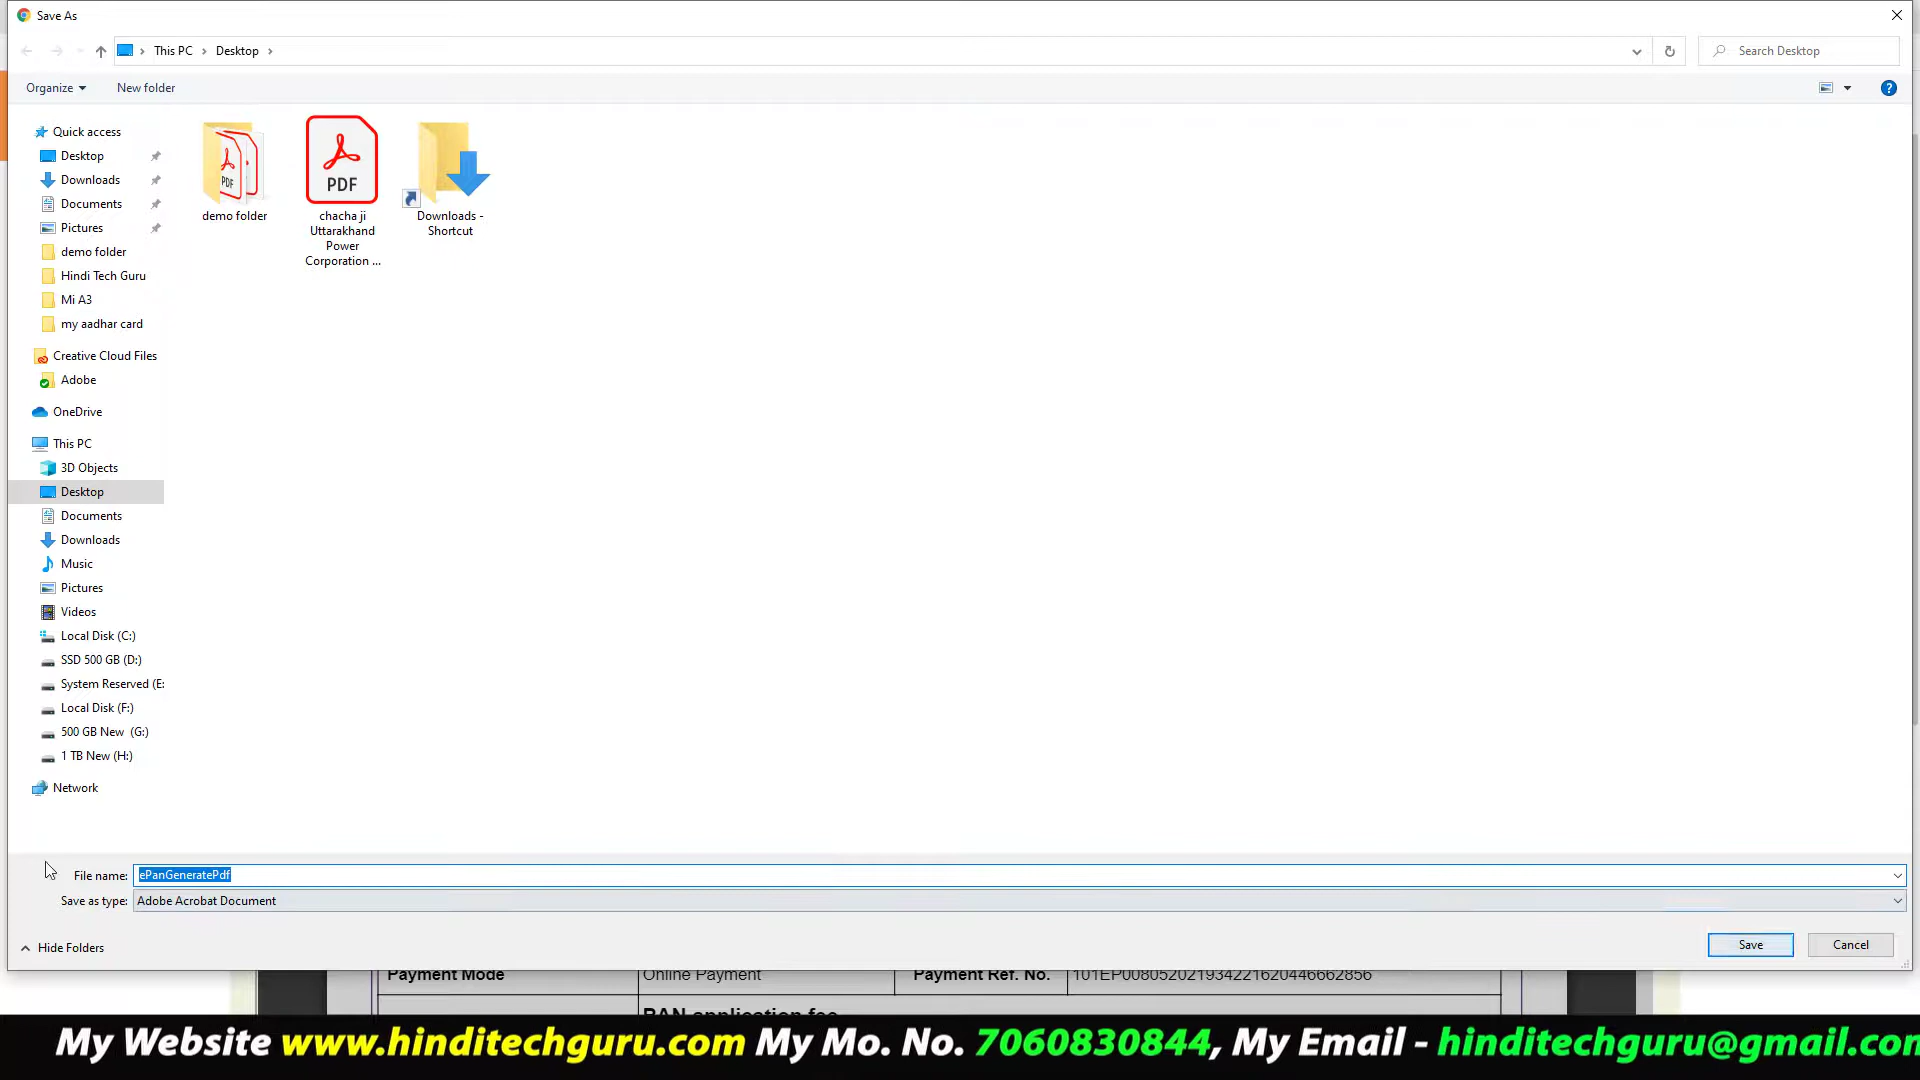 Save As
This PC
Desktop
Search Desktop
Organize
New folder
Quick access
Desktop
Downloads
Documents
Pictures
demo folder
Hindi Tech Guru
Mi A3
my aadhar card
Creative Cloud Files
Adobe
OneDrive
This PC
3D Objects
Desktop
Documents
Downloads
Music
Pictures
Videos
Local Disk (C:)
SSD 500 GB (D:)
System Reserved (E:
Local Disk (F:)
500 GB New (G:)
1 TB New (H:)
Network
PDF
demo folder
PDF
chacha ji
Uttarakhand
Power
Corporation ...
Downloads -
Shortcut
File name: ePanGeneratePdf
Save as type: Adobe Acrobat Document
Hide Folders
Save
Cancel
Payment Mode Online Payment Payment Ref. No. 101EP0080520219342216204466662856
PAN application fee
My Website www.hinditechguru.com My Mo. No. 7060830844, My Email - hinditechguru@gmail.com